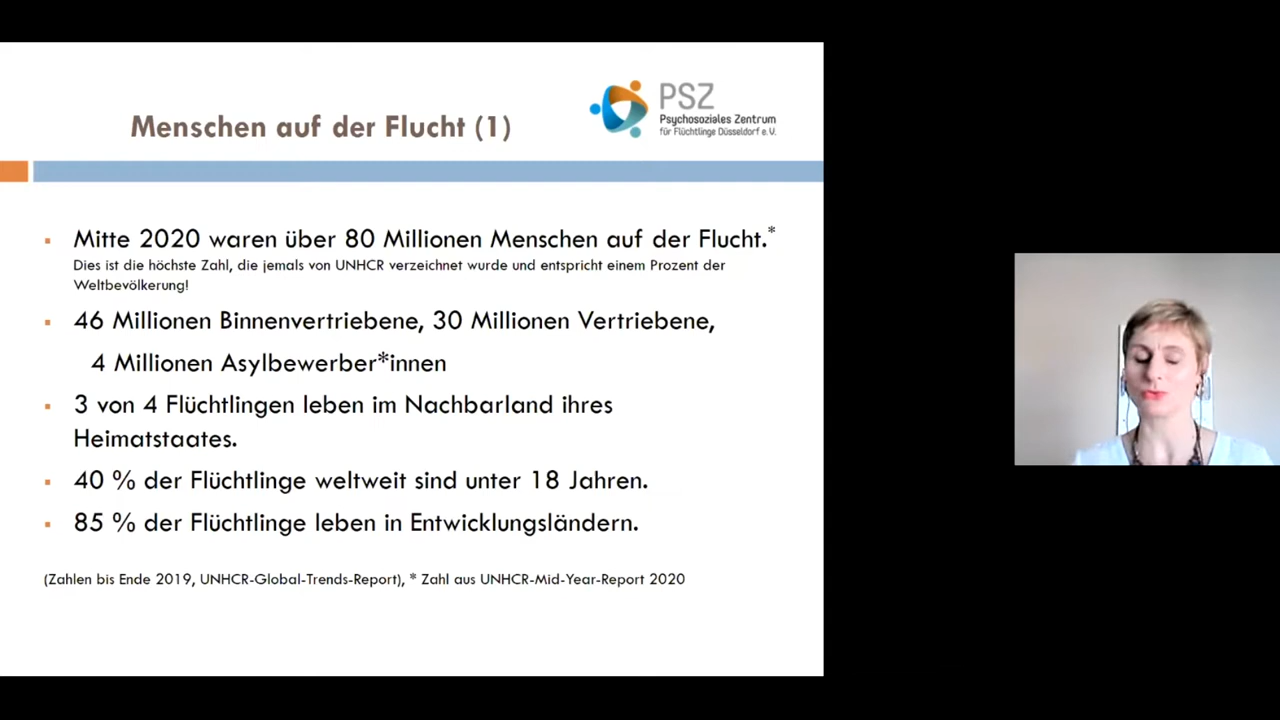 Menschen auf der Flucht (1)
PSZ
Psychosoziales Zentrum
für Flüchtlinge Düsseldorf e.V.
▪ Mitte 2020 waren über 80 Millionen Menschen auf der Flucht.*
Dies ist die höchste Zahl, die jemals von UNHCR verzeichnet wurde und entspricht einem Prozent der
Weltbevölkerung!
▪ 46 Millionen Binnenvertriebene, 30 Millionen Vertriebene,
4 Millionen Asylbewerber*innen
▪ 3 von 4 Flüchtlingen leben im Nachbarland ihres
Heimatstaates.
▪ 40 % der Flüchtlinge weltweit sind unter 18 Jahren.
▪ 85 % der Flüchtlinge leben in Entwicklungsländern.
(Zahlen bis Ende 2019, UNHCR-Global-Trends-Report), * Zahl aus UNHCR-Mid-Year-Report 2020